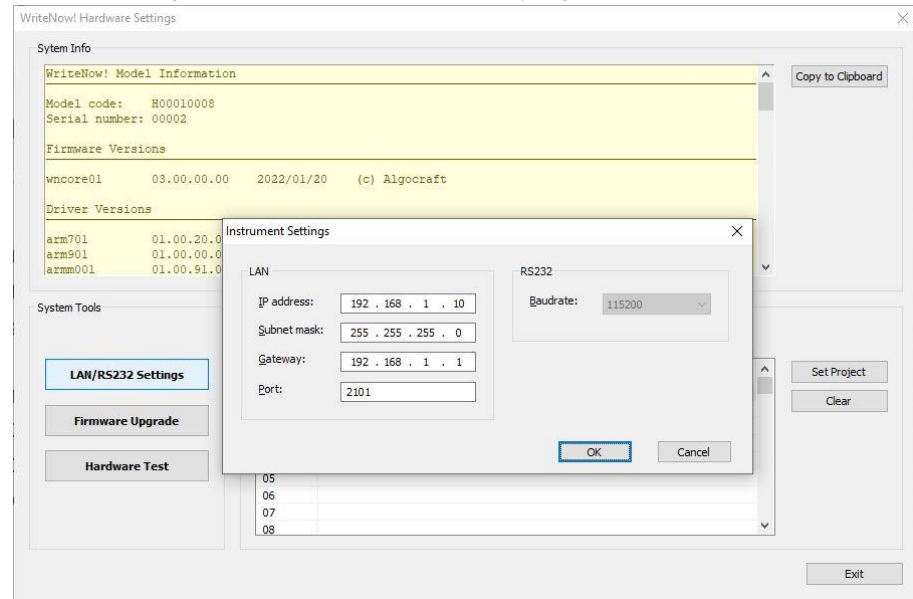 WriteNow! Hardware Settings
Sytem Info
WriteNow! Model Information
Model code: H00010008
Serial number: 00002
Firmware Versions
wncore01 03.00.00.00 2022/01/20 (c) Algocraft
Driver Versions
arm701 01.00.20.0
arm901 01.00.00.0
armm001 01.00.91.0
Copy to Clipboard
Instrument Settings
LAN
IP address: 192 . 168 . 1 . 10
Subnet mask: 255 . 255 . 255 . 0
Gateway: 192 . 168 . 1 . 1
Port: 2101
RS232
Baudrate: 115200
OK Cancel
System Tools
LAN/RS232 Settings
Firmware Upgrade
Hardware Test
05
06
07
08
Set Project
Clear
Exit